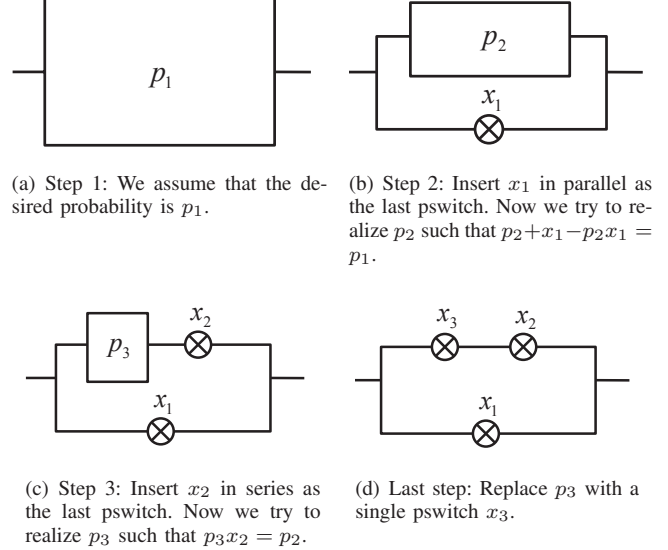 p1
p2
x1
(a) Step 1: We assume that the de-
sired probability is p1.
(b) Step 2: Insert x1 in parallel as
the last pswitch. Now we try to re-
alize p2 such that p2+x1−p2x1 =
p1.
x2
p3
x1
x3 x2
x1
(c) Step 3: Insert x2 in series as
the last pswitch. Now we try to
realize p3 such that p3x2 = p2.
(d) Last step: Replace p3 with a
single pswitch x3.